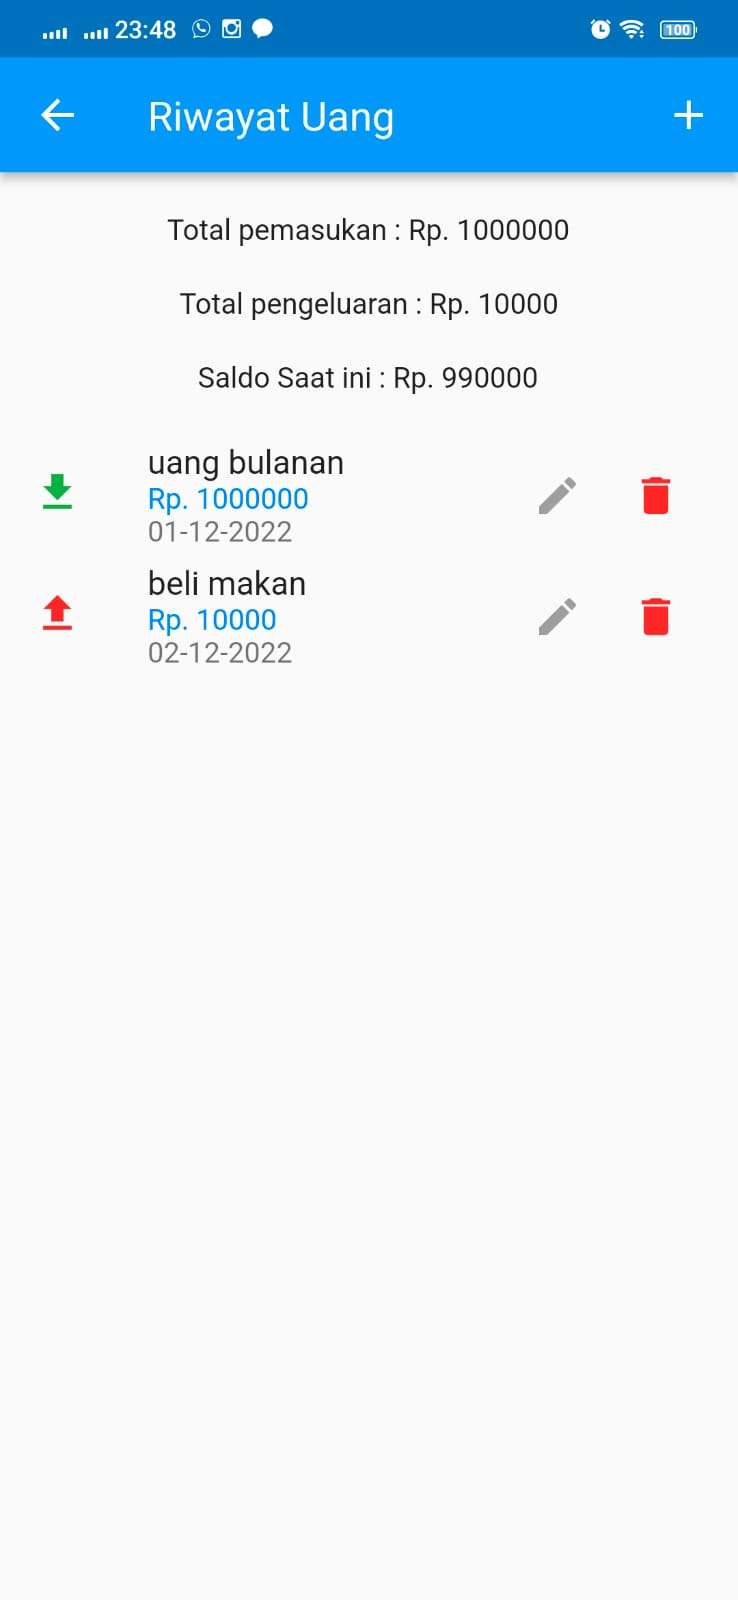 23:48
100
Riwayat Uang
Total pemasukan : Rp. 1000000
Total pengeluaran : Rp. 10000
Saldo Saat ini : Rp. 990000
uang bulanan
Rp. 1000000
01-12-2022
beli makan
Rp. 10000
02-12-2022